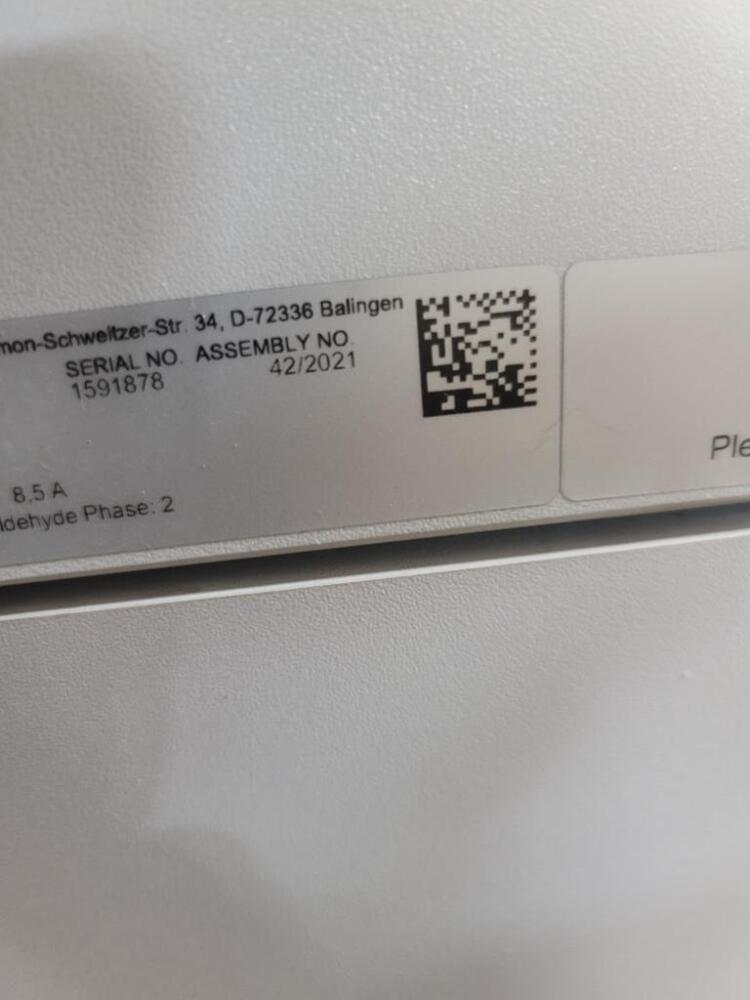 mon-Schweitzer-Str. 34, D-72336 Balingen
SERIAL NO. ASSEMBLY NO.
1591878 42/2021
8,5 A
ldehyde Phase: 2
Ple